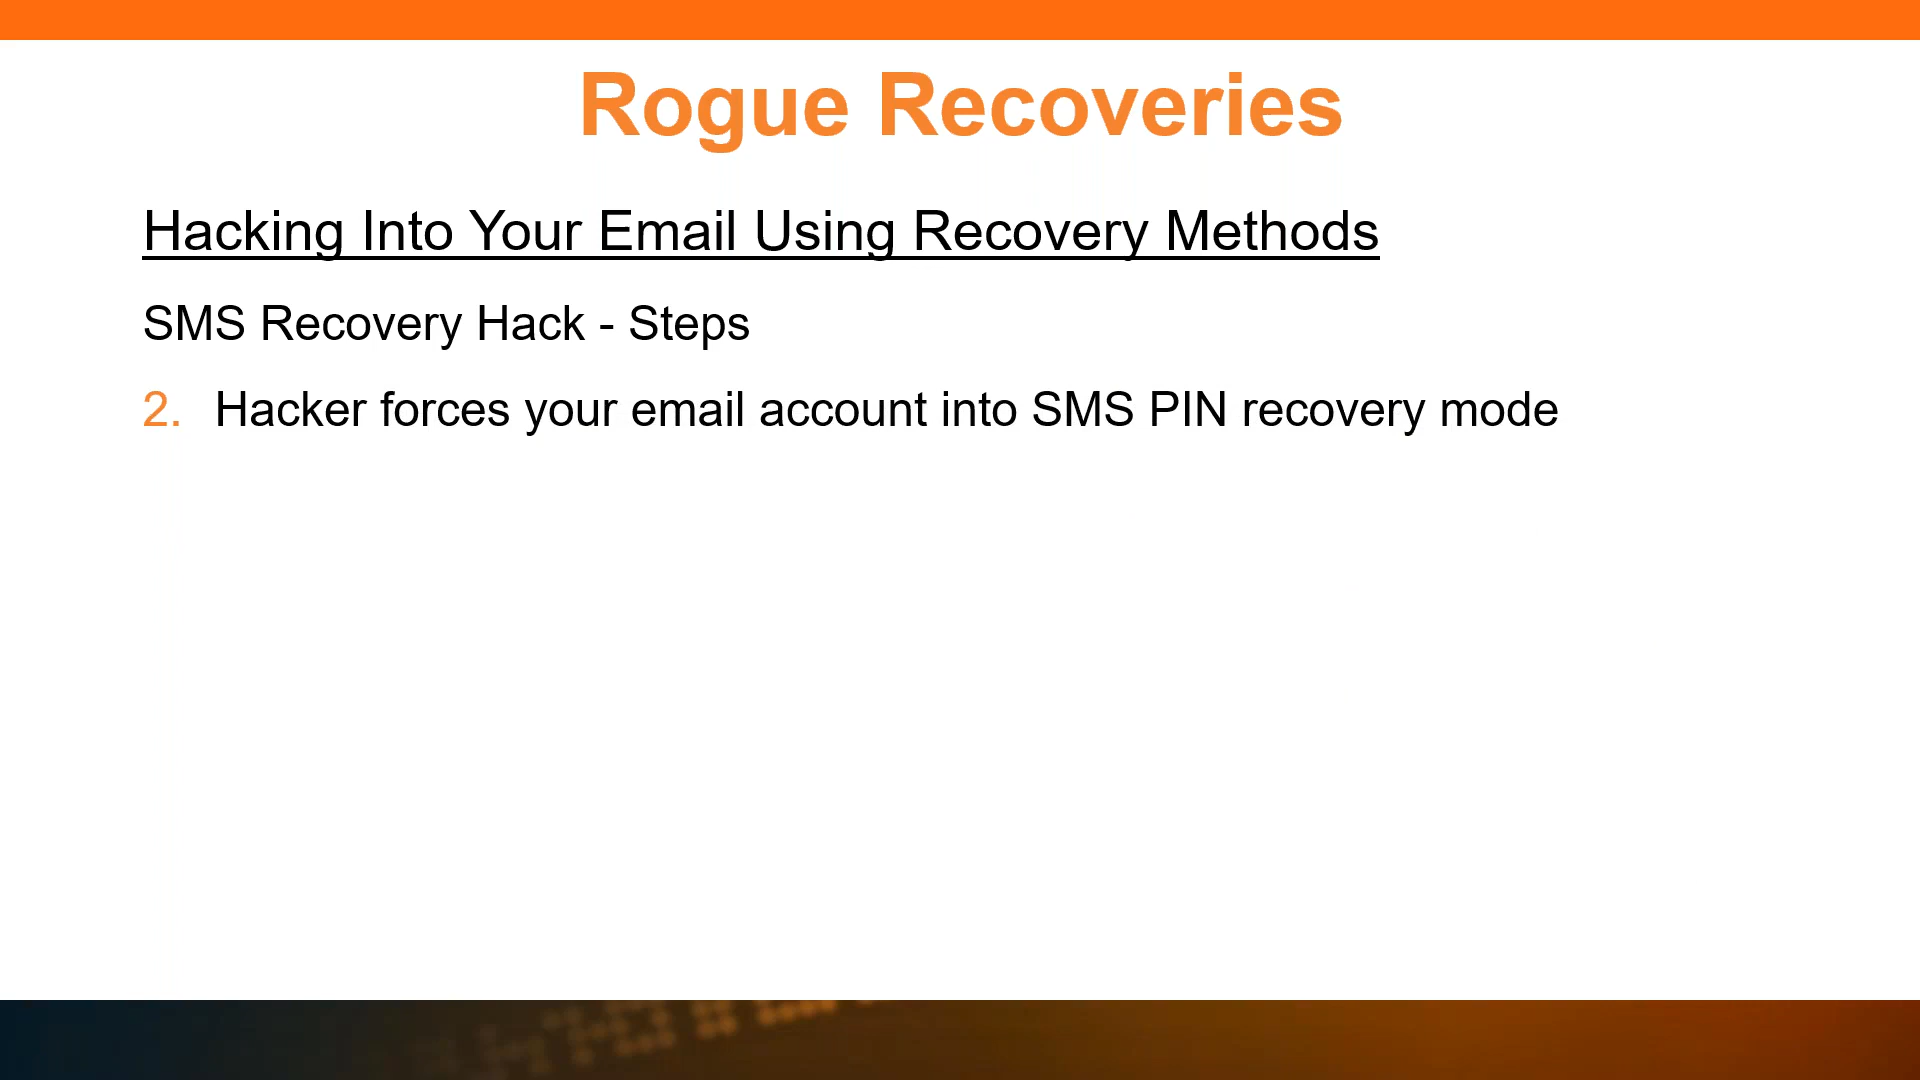 Rogue Recoveries
Hacking Into Your Email Using Recovery Methods
SMS Recovery Hack - Steps
2. Hacker forces your email account into SMS PIN recovery mode